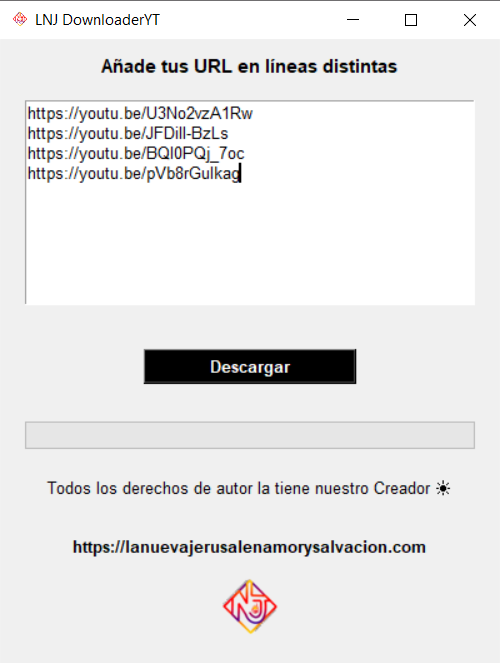 LNJ DownloaderYT
Añade tus URL en líneas distintas
https://youtu.be/U3No2vzA1Rw
https://youtu.be/JFDill-BzLs
https://youtu.be/BQI0PQj_7oc
https://youtu.be/pVb8rGulkag
Descargar
Todos los derechos de autor la tiene nuestro Creador ☀
https://lanuevajerusalenamorysalvacion.com
LNJ